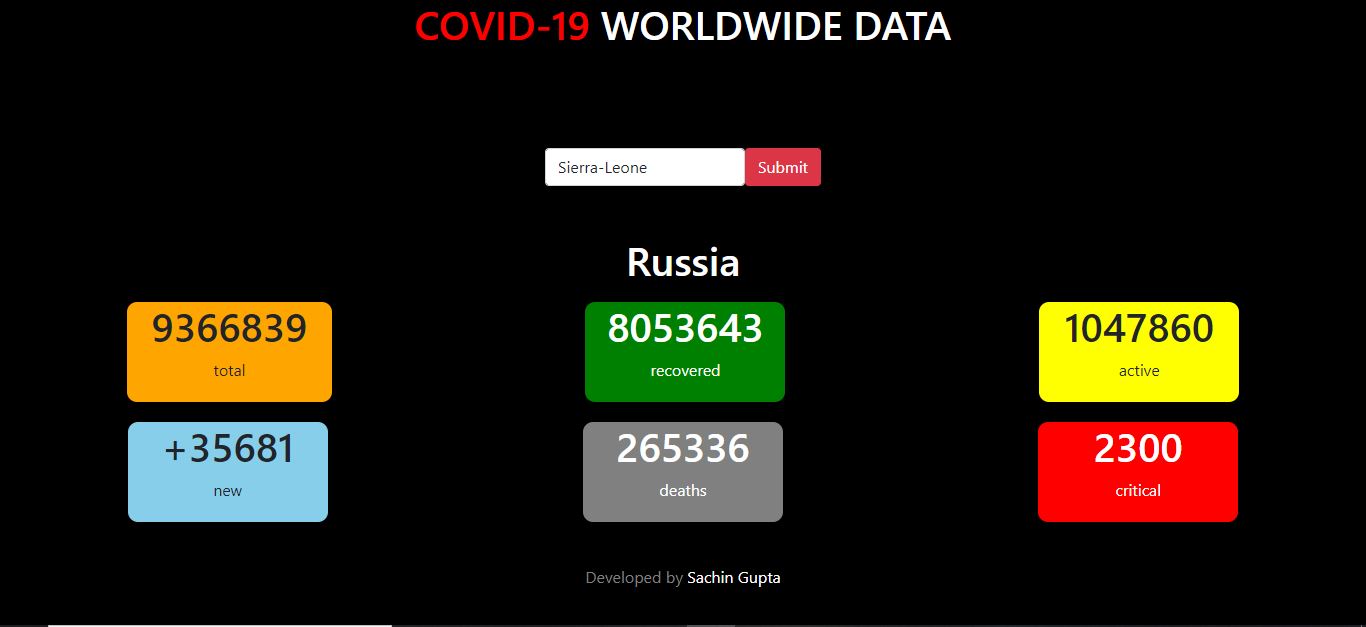 COVID-19 WORLDWIDE DATA
Sierra-Leone Submit
Russia
9366839 8053643 1047860
total recovered active
+35681 265336 2300
new deaths critical
Developed by Sachin Gupta